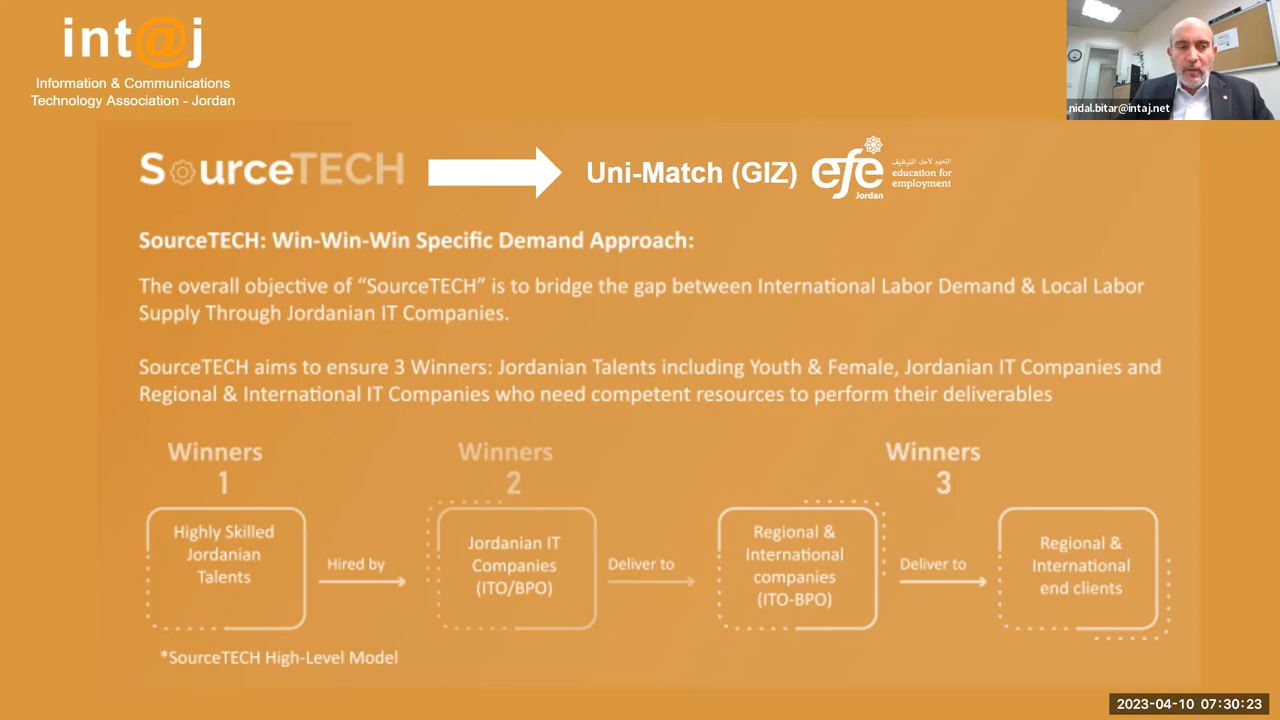 int@j
Information & Communications
Technology Association - Jordan
nidal.bitar@intaj.net
SourceTECH
Uni-Match (GIZ)
efe
Jordan
التعليم لأجل التوظيف
education for
employment
SourceTECH: Win-Win-Win Specific Demand Approach:
The overall objective of “SourceTECH” is to bridge the gap between International Labor Demand & Local Labor
Supply Through Jordanian IT Companies.
SourceTECH aims to ensure 3 Winners: Jordanian Talents including Youth & Female, Jordanian IT Companies and
Regional & International IT Companies who need competent resources to perform their deliverables
Winners
1
Winners
2
Winners
3
Highly Skilled
Jordanian
Talents
Hired by
Jordanian IT
Companies
(ITO/BPO)
Deliver to
Regional &
International
companies
(ITO-BPO)
Deliver to
Regional &
International
end clients
*SourceTECH High-Level Model
2023-04-10 07:30:23